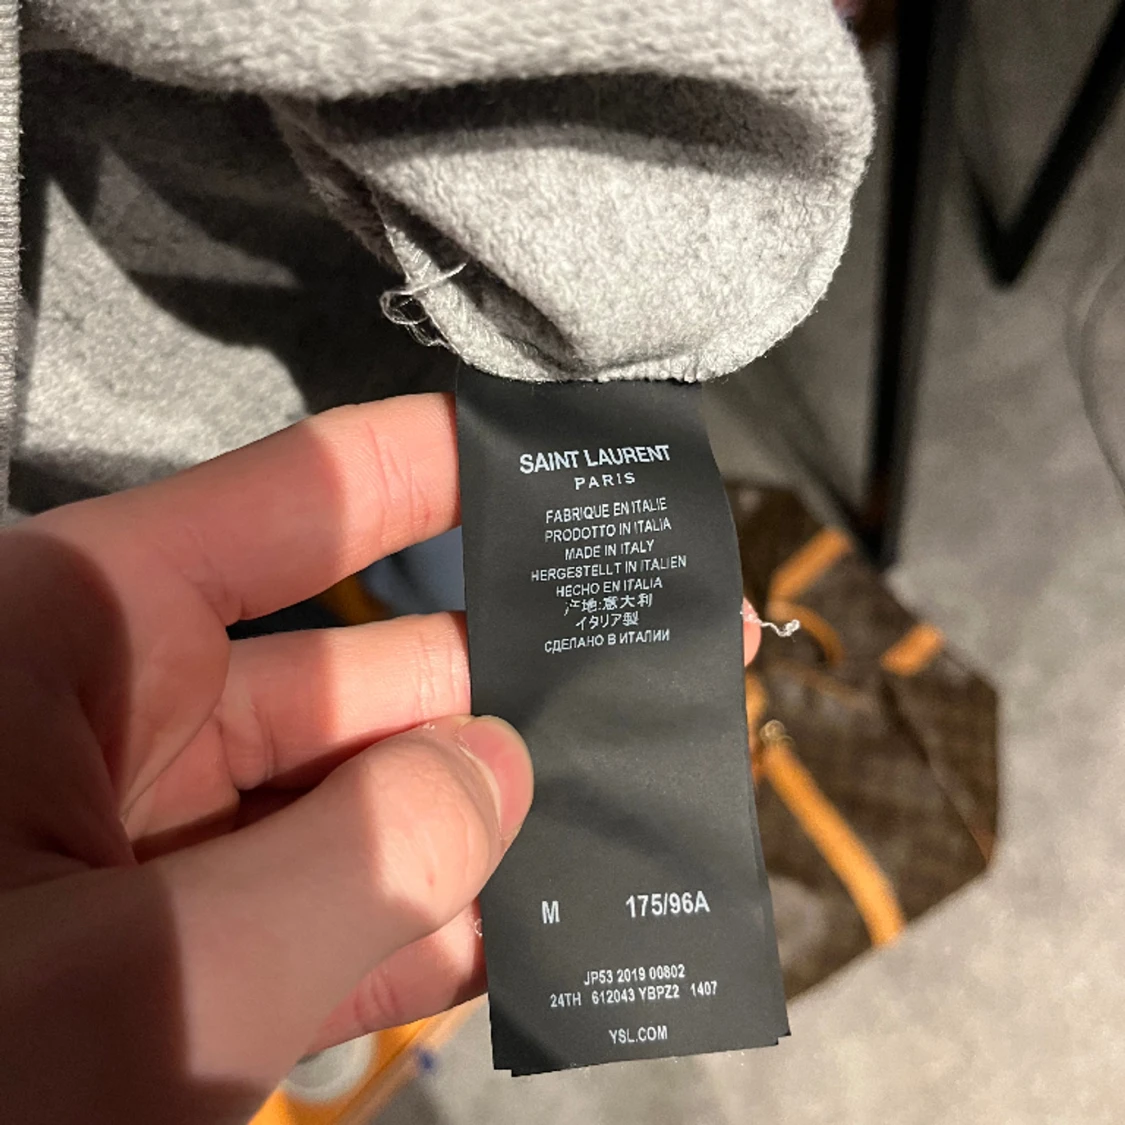 SAINT LAURENT
PARIS
FABRIQUE EN ITALIE
PRODOTTO IN ITALIA
MADE IN ITALY
HERGESTELLT IN ITALIEN
HECHO EN ITALIA
产地:意大利
イタリア製
СДЕЛАНО В ИТАЛИИ
M 175/96A
JP53 2019 00802
24TH 612043 YBPZ2 1407
YSL.COM